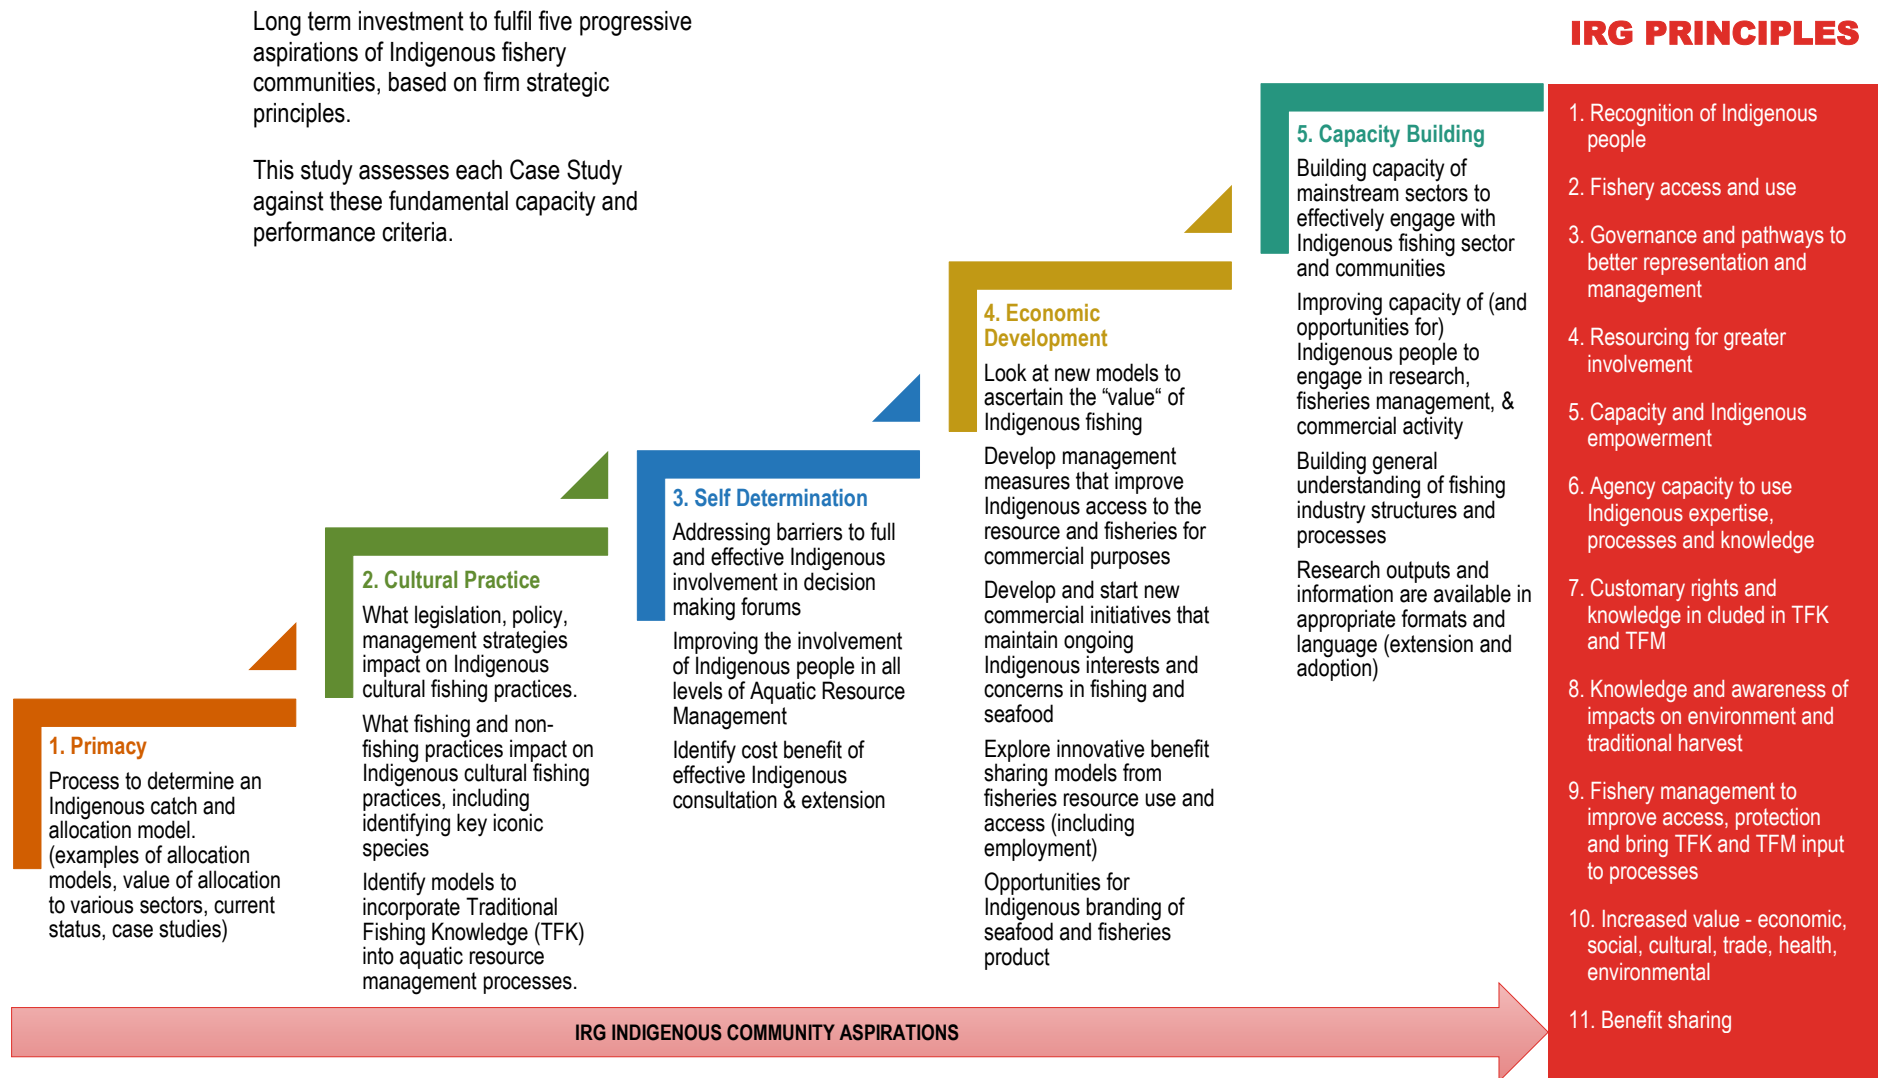 Long term investment to fulfil five progressive
aspirations of Indigenous fishery
communities, based on firm strategic
principles.
This study assesses each Case Study
against these fundamental capacity and
performance criteria.
1. Primacy
Process to determine an
Indigenous catch and
allocation model.
(examples of allocation
models, value of allocation
to various sectors, current
status, case studies)
2. Cultural Practice
What legislation, policy,
management strategies
impact on Indigenous
cultural fishing practices.
What fishing and non-
fishing practices impact on
Indigenous cultural fishing
practices, including
identifying key iconic
species
Identify models to
incorporate Traditional
Fishing Knowledge (TFK)
into aquatic resource
management processes.
3. Self Determination
Addressing barriers to full
and effective Indigenous
involvement in decision
making forums
Improving the involvement
of Indigenous people in all
levels of Aquatic Resource
Management
Identify cost benefit of
effective Indigenous
consultation & extension
4. Economic
Development
Look at new models to
ascertain the “value“ of
Indigenous fishing
Develop management
measures that improve
Indigenous access to the
resource and fisheries for
commercial purposes
Develop and start new
commercial initiatives that
maintain ongoing
Indigenous interests and
concerns in fishing and
seafood
Explore innovative benefit
sharing models from
fisheries resource use and
access (including
employment)
Opportunities for
Indigenous branding of
seafood and fisheries
product
5. Capacity Building
Building capacity of
mainstream sectors to
effectively engage with
Indigenous fishing sector
and communities
Improving capacity of (and
opportunities for)
Indigenous people to
engage in research,
fisheries management, &
commercial activity
Building general
understanding of fishing
industry structures and
processes
Research outputs and
information are available in
appropriate formats and
language (extension and
adoption)
IRG INDIGENOUS COMMUNITY ASPIRATIONS
IRG PRINCIPLES
1. Recognition of Indigenous
people
2. Fishery access and use
3. Governance and pathways to
better representation and
management
4. Resourcing for greater
involvement
5. Capacity and Indigenous
empowerment
6. Agency capacity to use
Indigenous expertise,
processes and knowledge
7. Customary rights and
knowledge in cluded in TFK
and TFM
8. Knowledge and awareness of
impacts on environment and
traditional harvest
9. Fishery management to
improve access, protection
and bring TFK and TFM input
to processes
10. Increased value - economic,
social, cultural, trade, health,
environmental
11. Benefit sharing